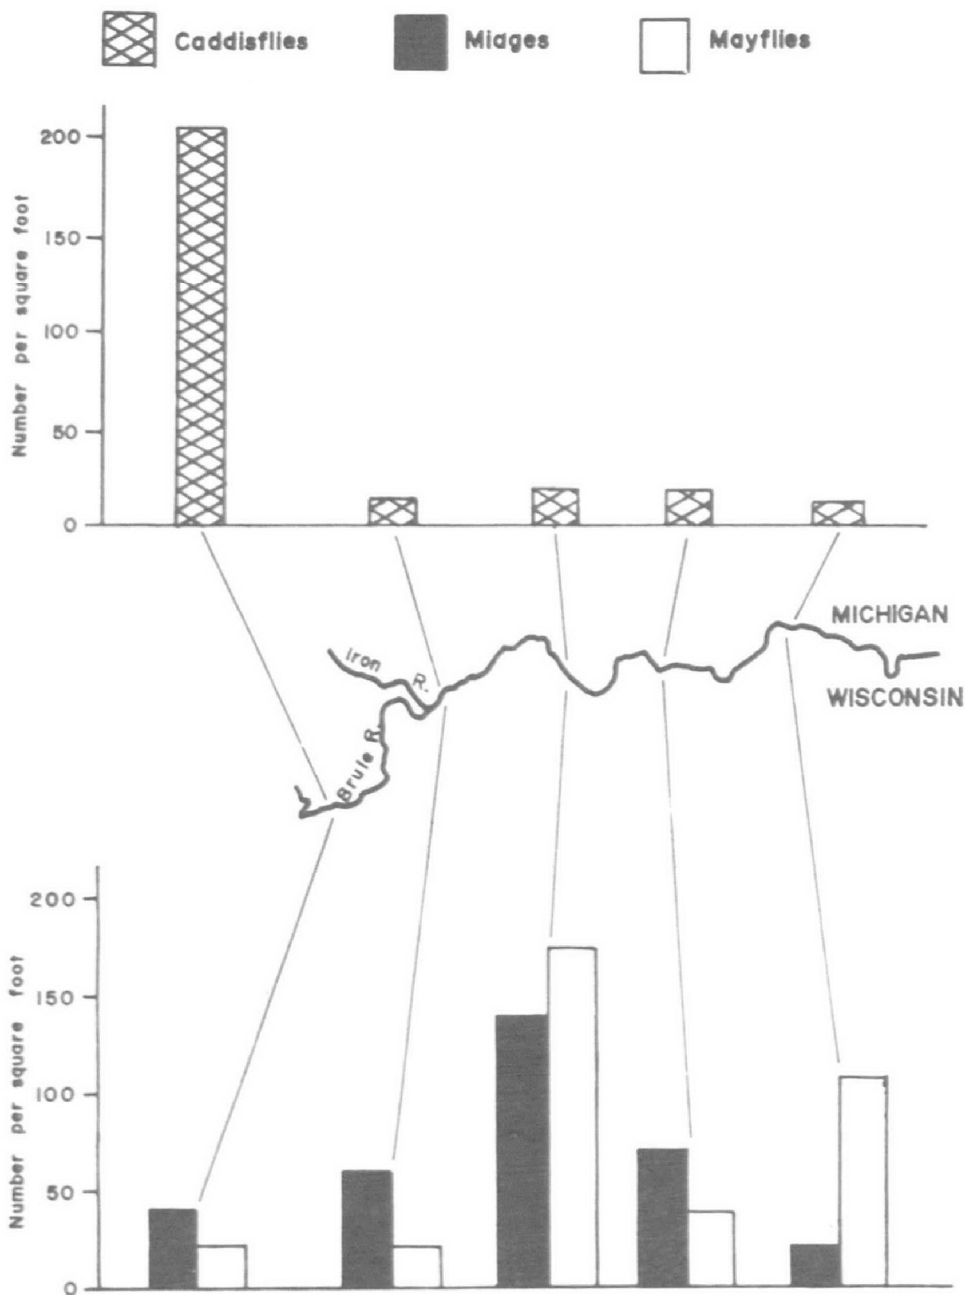 Caddisflies
Miages
Mayflies
Number per square foot
200
150
100
50
0
Iron R.
Brule R.
MICHIGAN
WISCONSIN
Number per square foot
200
150
100
50
0